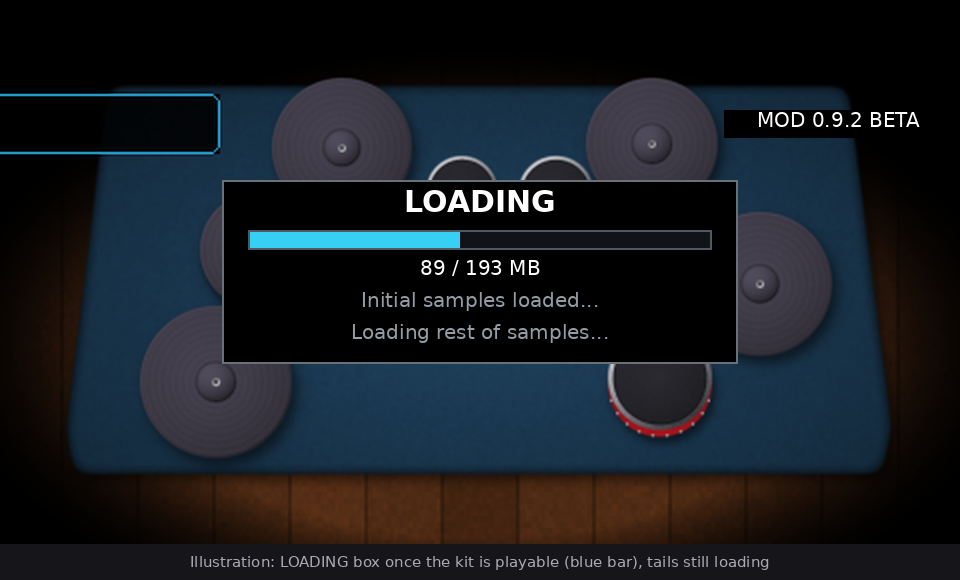 MOD 0.9.2 BETA
LOADING
89 / 193 MB
Initial samples loaded...
Loading rest of samples...
Illustration: LOADING box once the kit is playable (blue bar), tails still loading